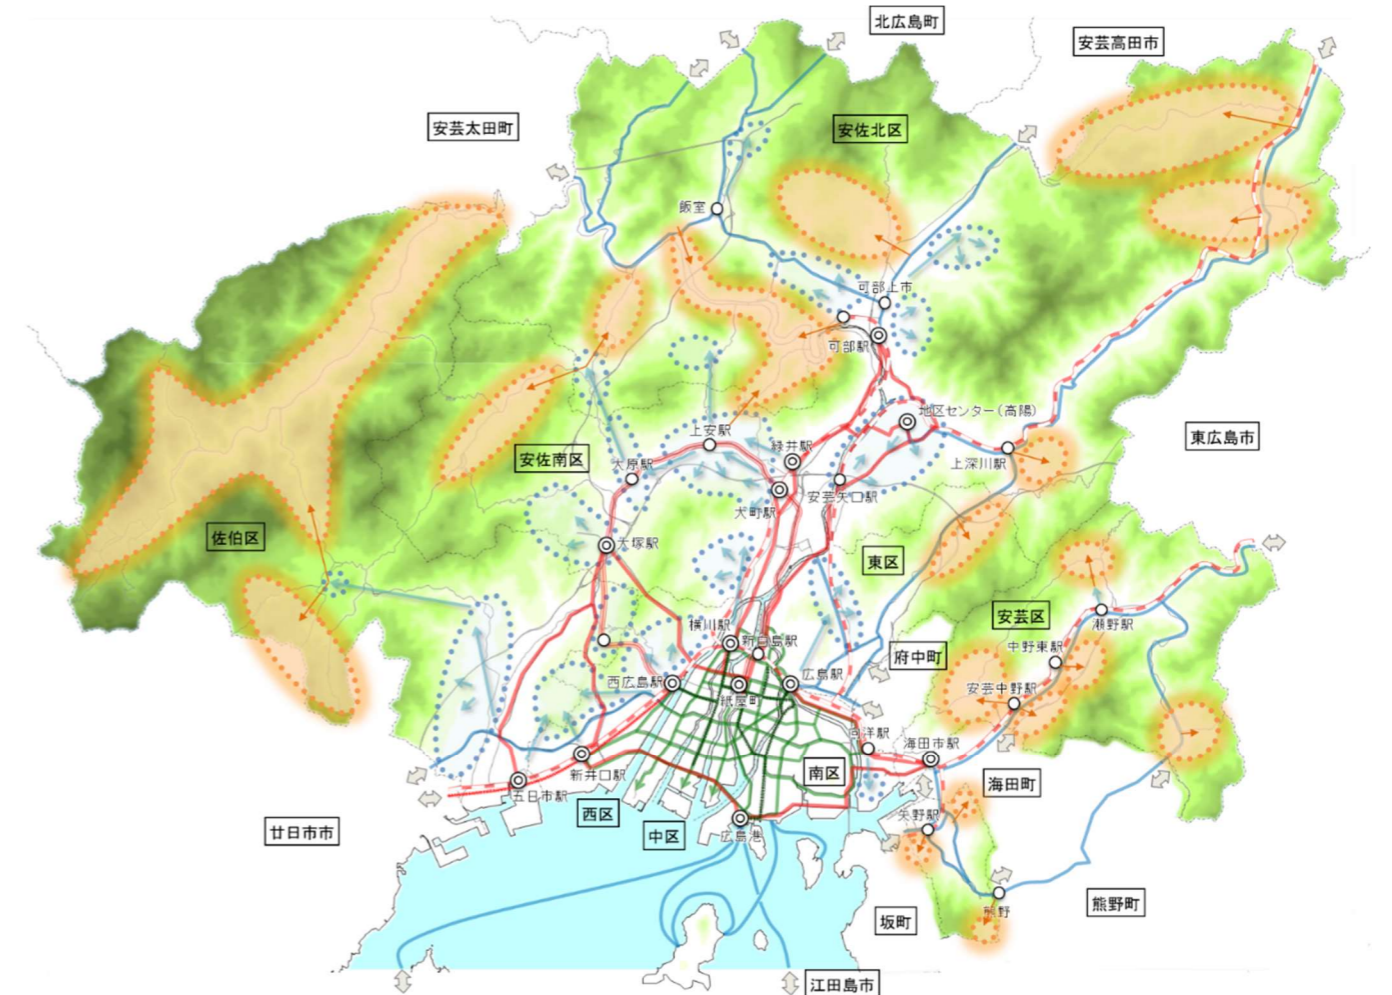 北広島町
安芸高田市
安芸太田町
安佐北区
飯室
可部上市
可部駅
地区センター(高陽)
東広島市
上安駅
緑井駅
安佐南区
大原駅
上深川駅
安芸矢口駅
大町駅
佐伯区
大塚駅
東区
安芸区
瀬野駅
横川駅
新白島駅
府中町
中野東駅
西広島駅
広島駅
安芸中野駅
紙屋町
向洋駅
海田市駅
新井口駅
南区
海田町
五日市駅
西区
矢野駅
廿日市市
中区
広島港
熊野町
熊野
坂町
江田島市